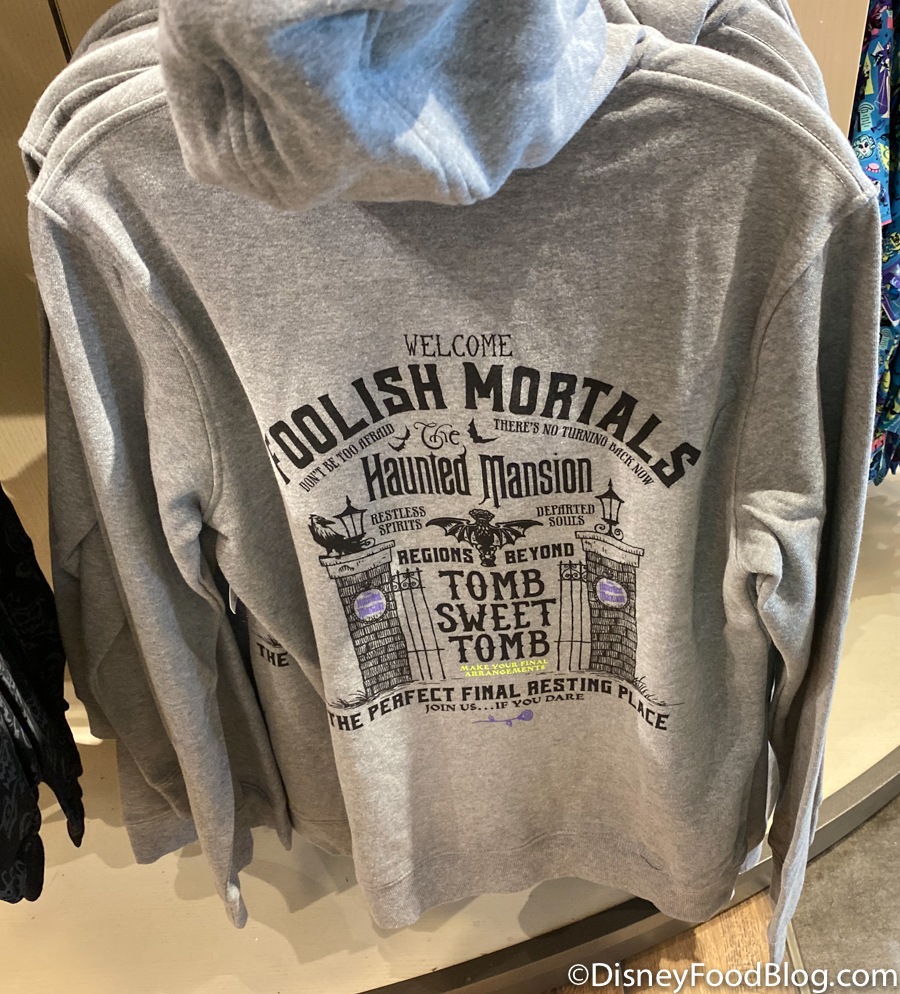 WELCOME
FOOLISH MORTALS
DON'T BE TOO AFRAID
The
THERE'S NO TURNING BACK NOW
Haunted Mansion
RESTLESS
SPIRITS
DEPARTED
SOULS
REGIONS BEYOND
TOMB
SWEET
TOMB
MAKE YOUR FINAL
ARRANGEMENTS
THE PERFECT FINAL RESTING PLACE
JOIN US...IF YOU DARE
THE
©DisneyFoodBlog.com